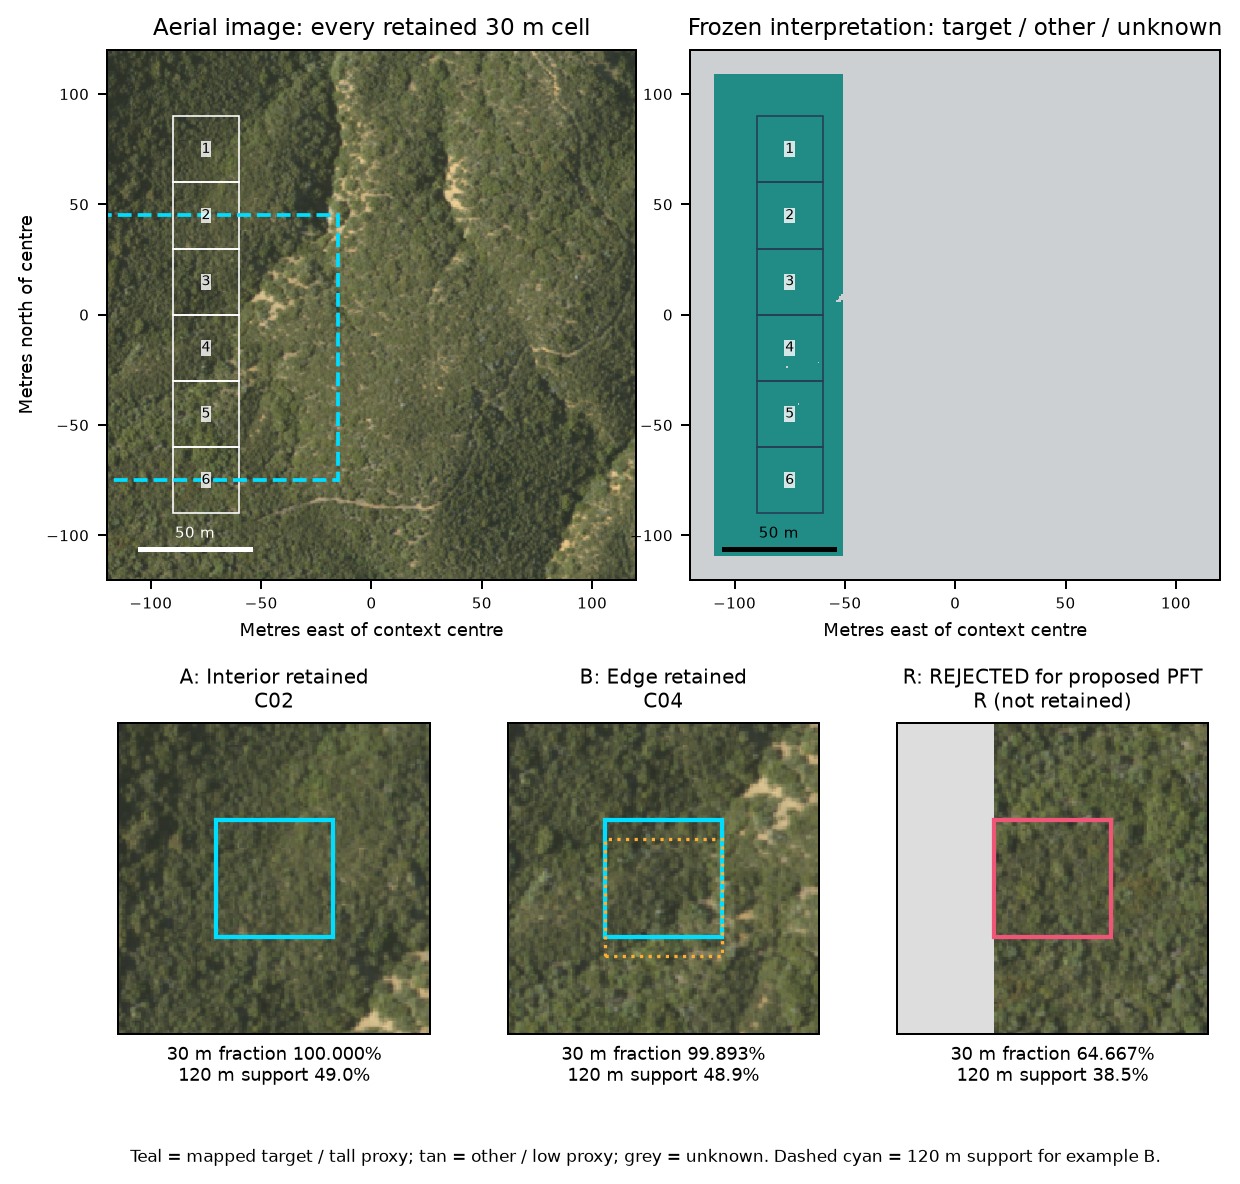 Aerial image: every retained 30 m cell
Frozen interpretation: target / other / unknown
Metres north of centre
100
50
0
−50
−100
1
2
3
4
5
6
50 m
−100
−50
0
50
100
Metres east of context centre
100
50
0
−50
−100
1
2
3
4
5
6
50 m
−100
−50
0
50
100
Metres east of context centre
A: Interior retained
C02
30 m fraction 100.000%
120 m support 49.0%
B: Edge retained
C04
30 m fraction 99.893%
120 m support 48.9%
R: REJECTED for proposed PFT
R (not retained)
30 m fraction 64.667%
120 m support 38.5%
Teal = mapped target / tall proxy; tan = other / low proxy; grey = unknown. Dashed cyan = 120 m support for example B.